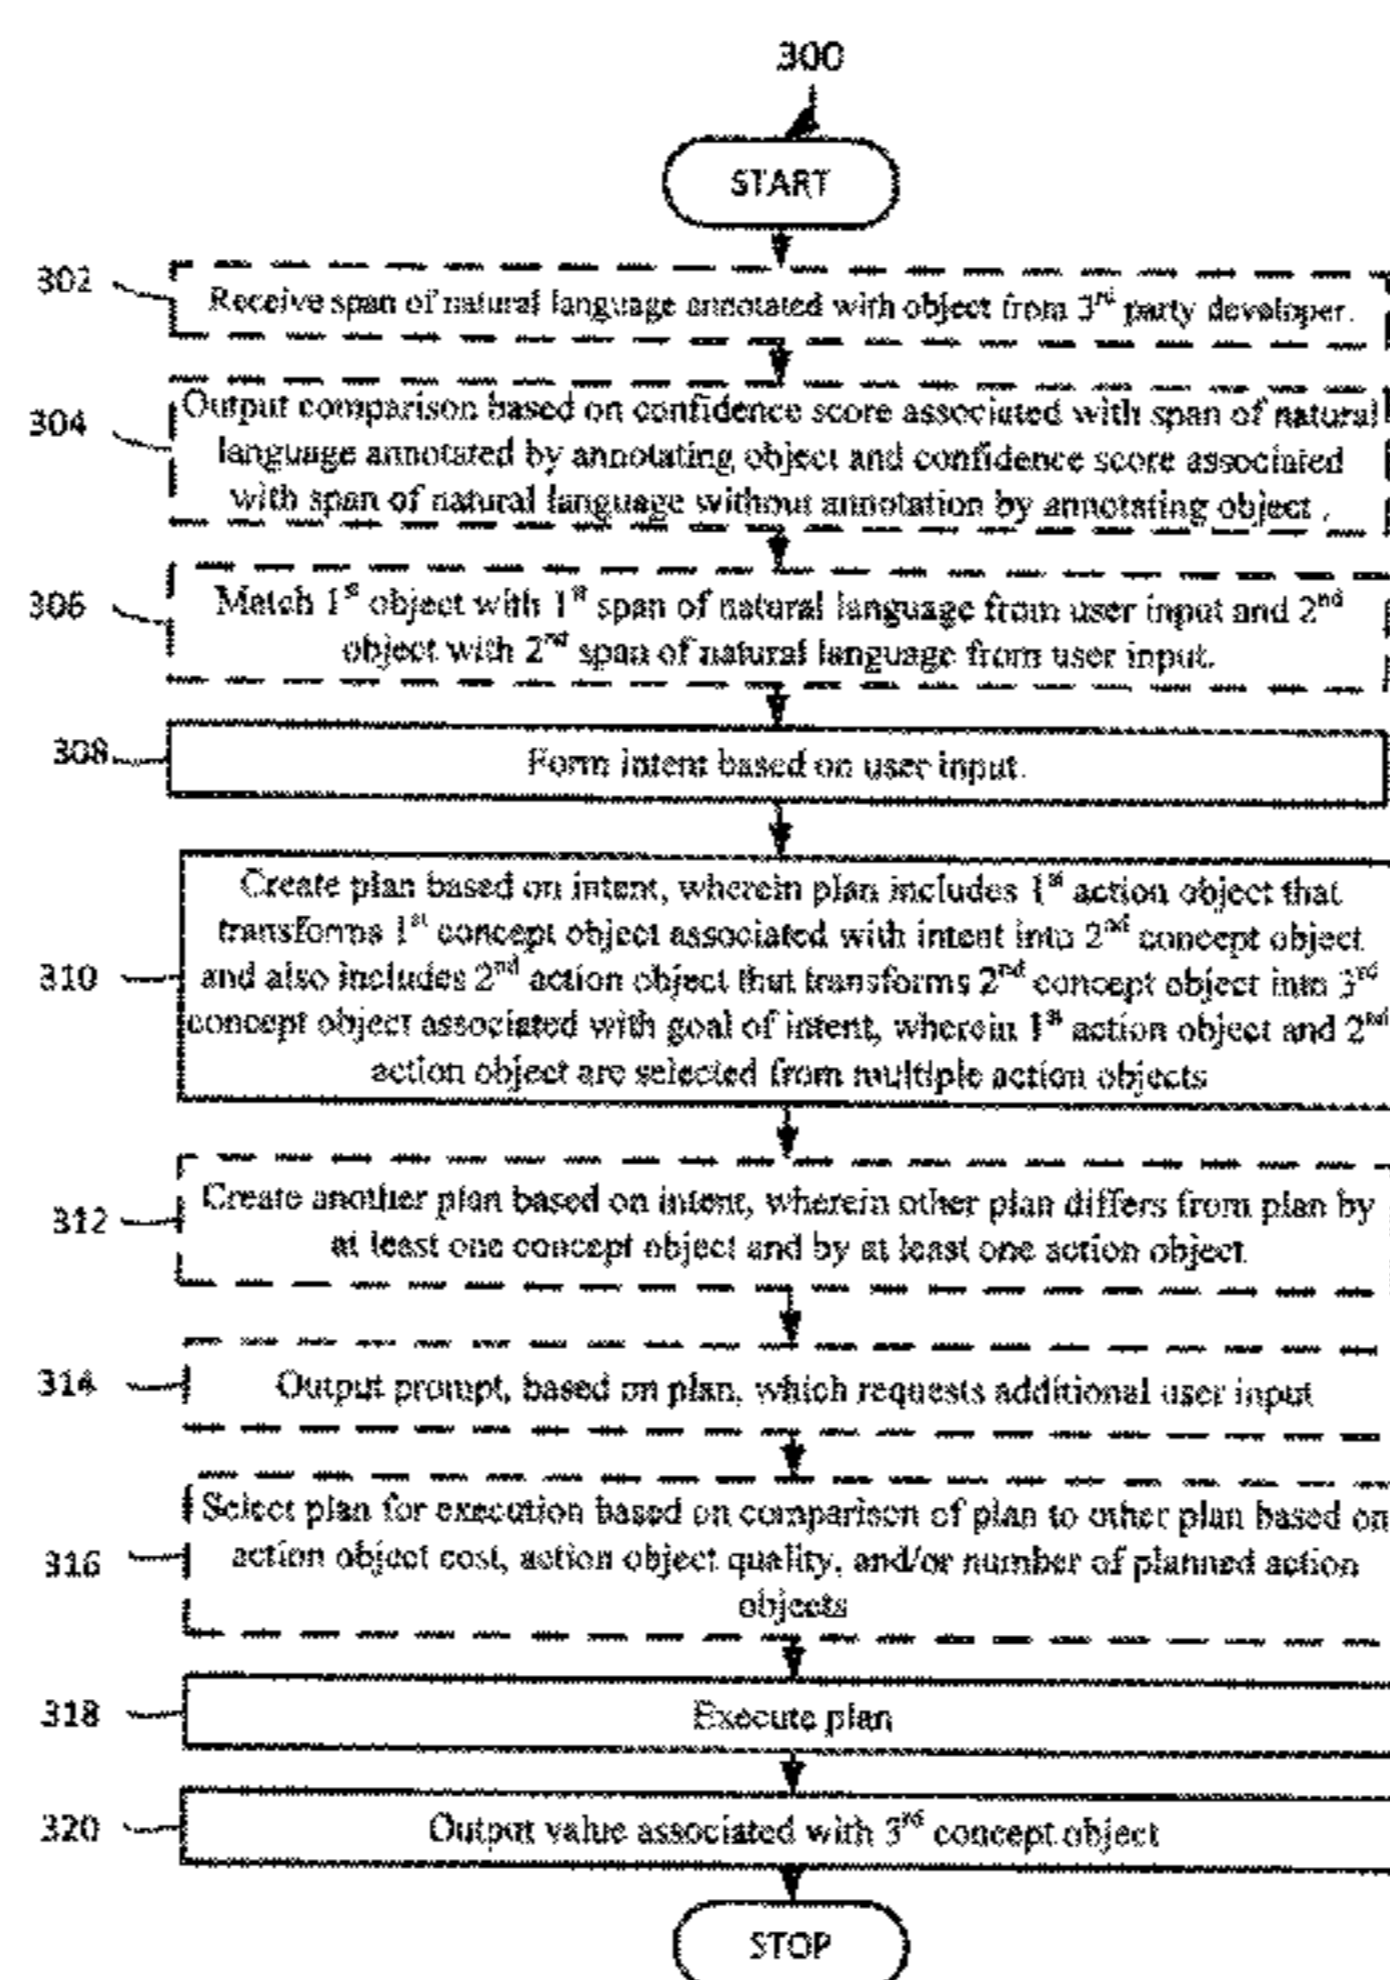 300
START
302
Receive span of natural language annotated with object from 3rd party developer.
304
Output comparison based on confidence score associated with span of natural
language annotated by annotating object and confidence score associated
with span of natural language without annotation by annotating object .
306
Match 1st object with 1st span of natural language from user input and 2nd
object with 2nd span of natural language from user input.
308
Form intent based on user input.
310
Create plan based on intent, wherein plan includes 1st action object that
transforms 1st concept object associated with intent into 2nd concept object
and also includes 2nd action object that transforms 2nd concept object into 3rd
concept object associated with goal of intent, wherein 1st action object and 2nd
action object are selected from multiple action objects
312
Create another plan based on intent, wherein other plan differs from plan by
at least one concept object and by at least one action object.
314
Output prompt, based on plan, which requests additional user input
316
Select plan for execution based on comparison of plan to other plan based on
action object cost, action object quality, and/or number of planned action
objects
318
Execute plan
320
Output value associated with 3rd concept object
STOP